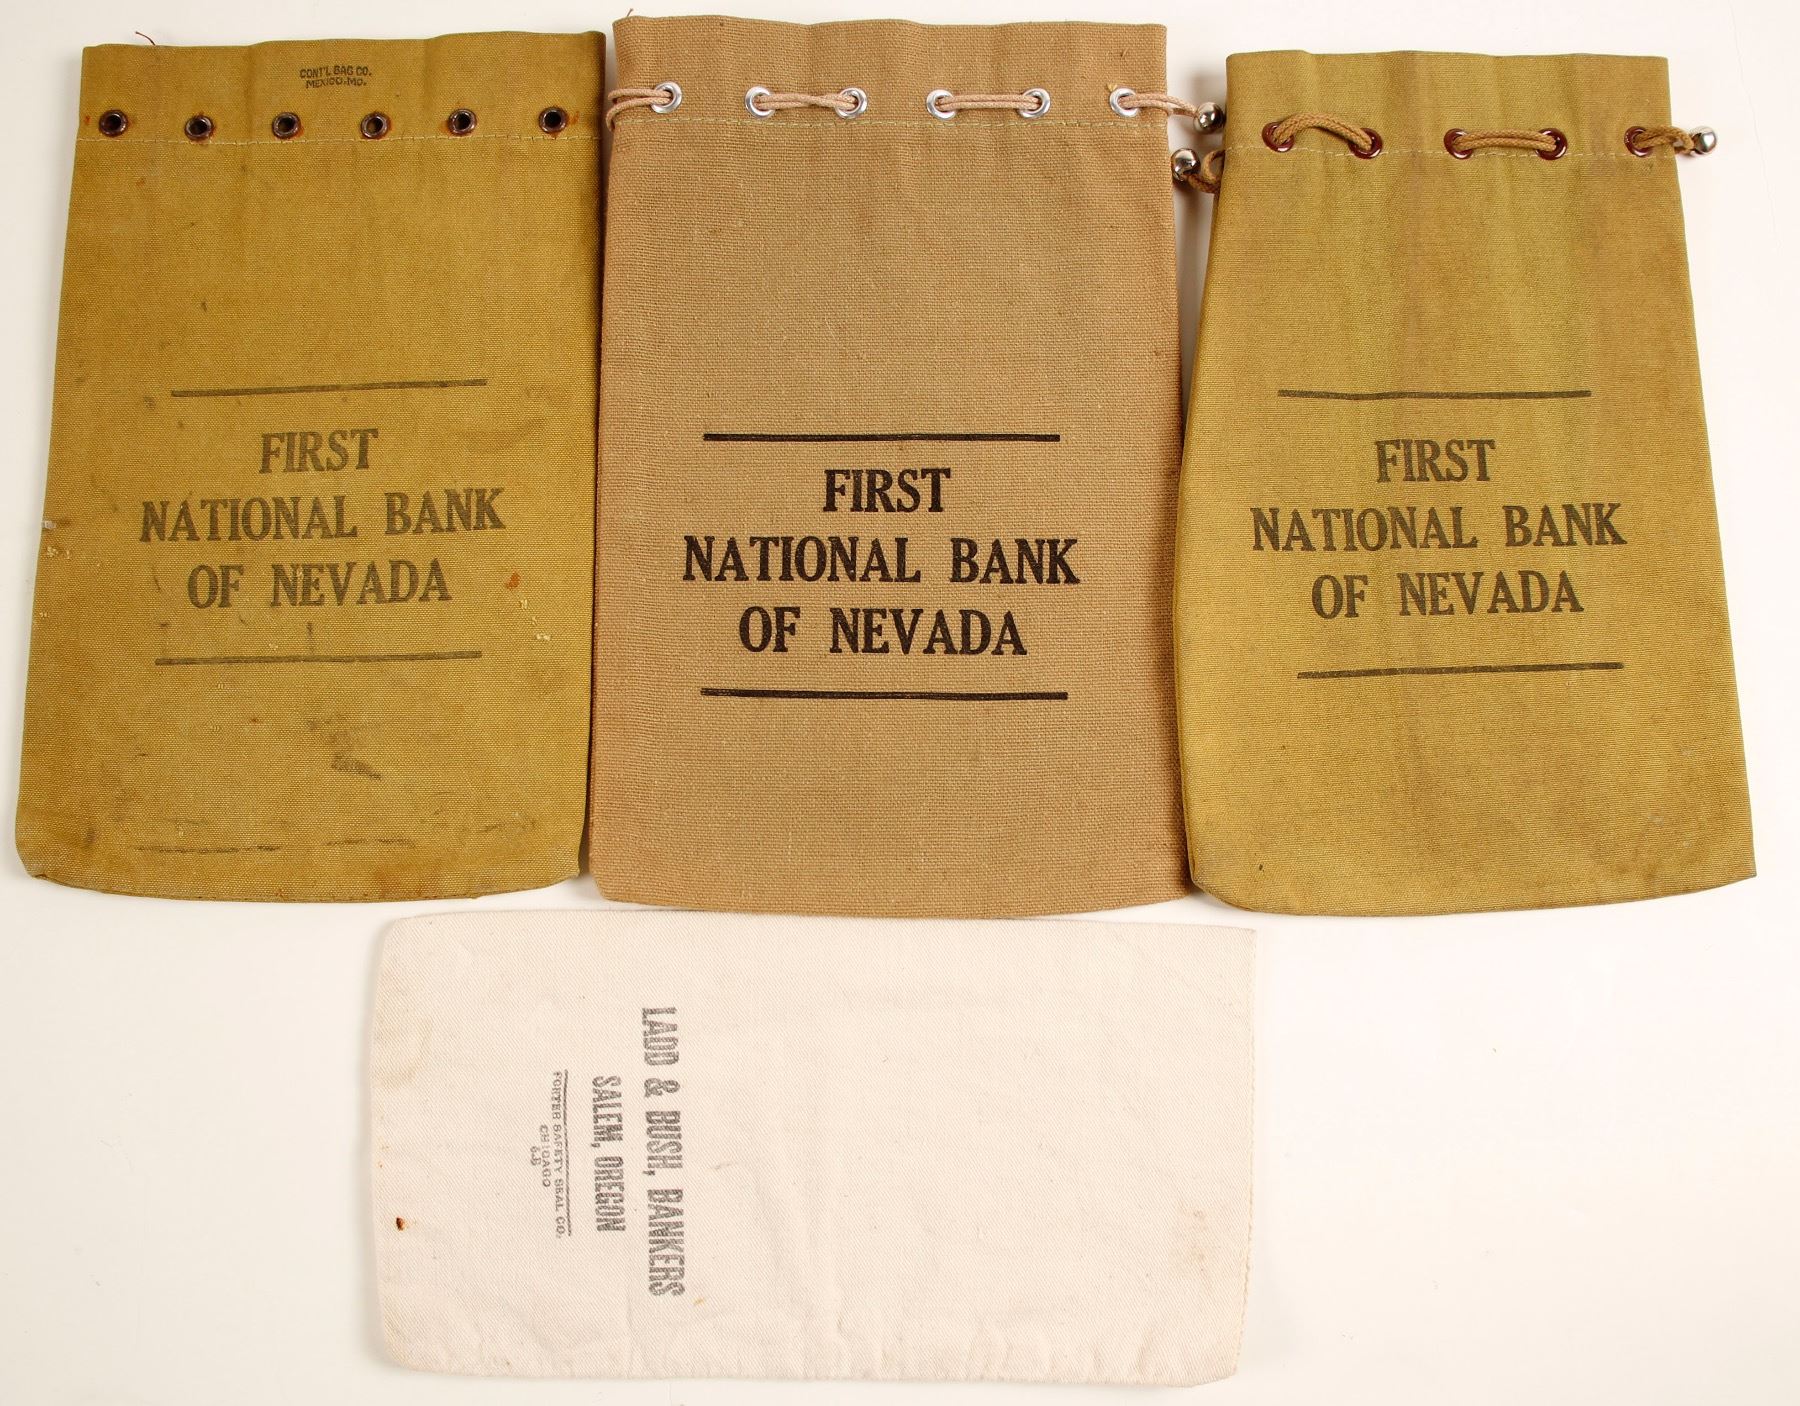 CONT'L BAG CO.
MEXICO, MO.
FIRST
NATIONAL BANK
OF NEVADA
FIRST
NATIONAL BANK
OF NEVADA
FIRST
NATIONAL BANK
OF NEVADA
LADD & BUSH, BANKERS
SALEM, OREGON
PORTER SAFETY SEAL CO.
CHICAGO